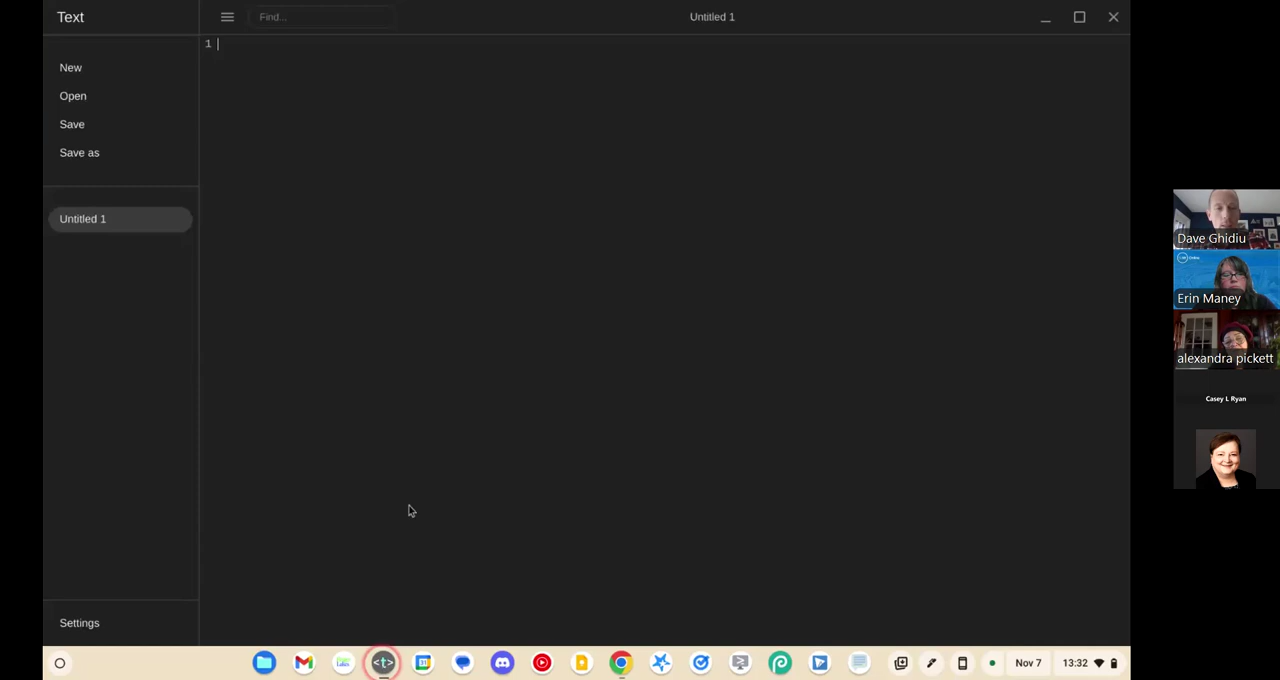 Text
Find...
Untitled 1
1
New
Open
Save
Save as
Untitled 1
Settings
Nov 7
13:32
Dave Ghidiu
Erin Maney
alexandra pickett
Casey L Ryan